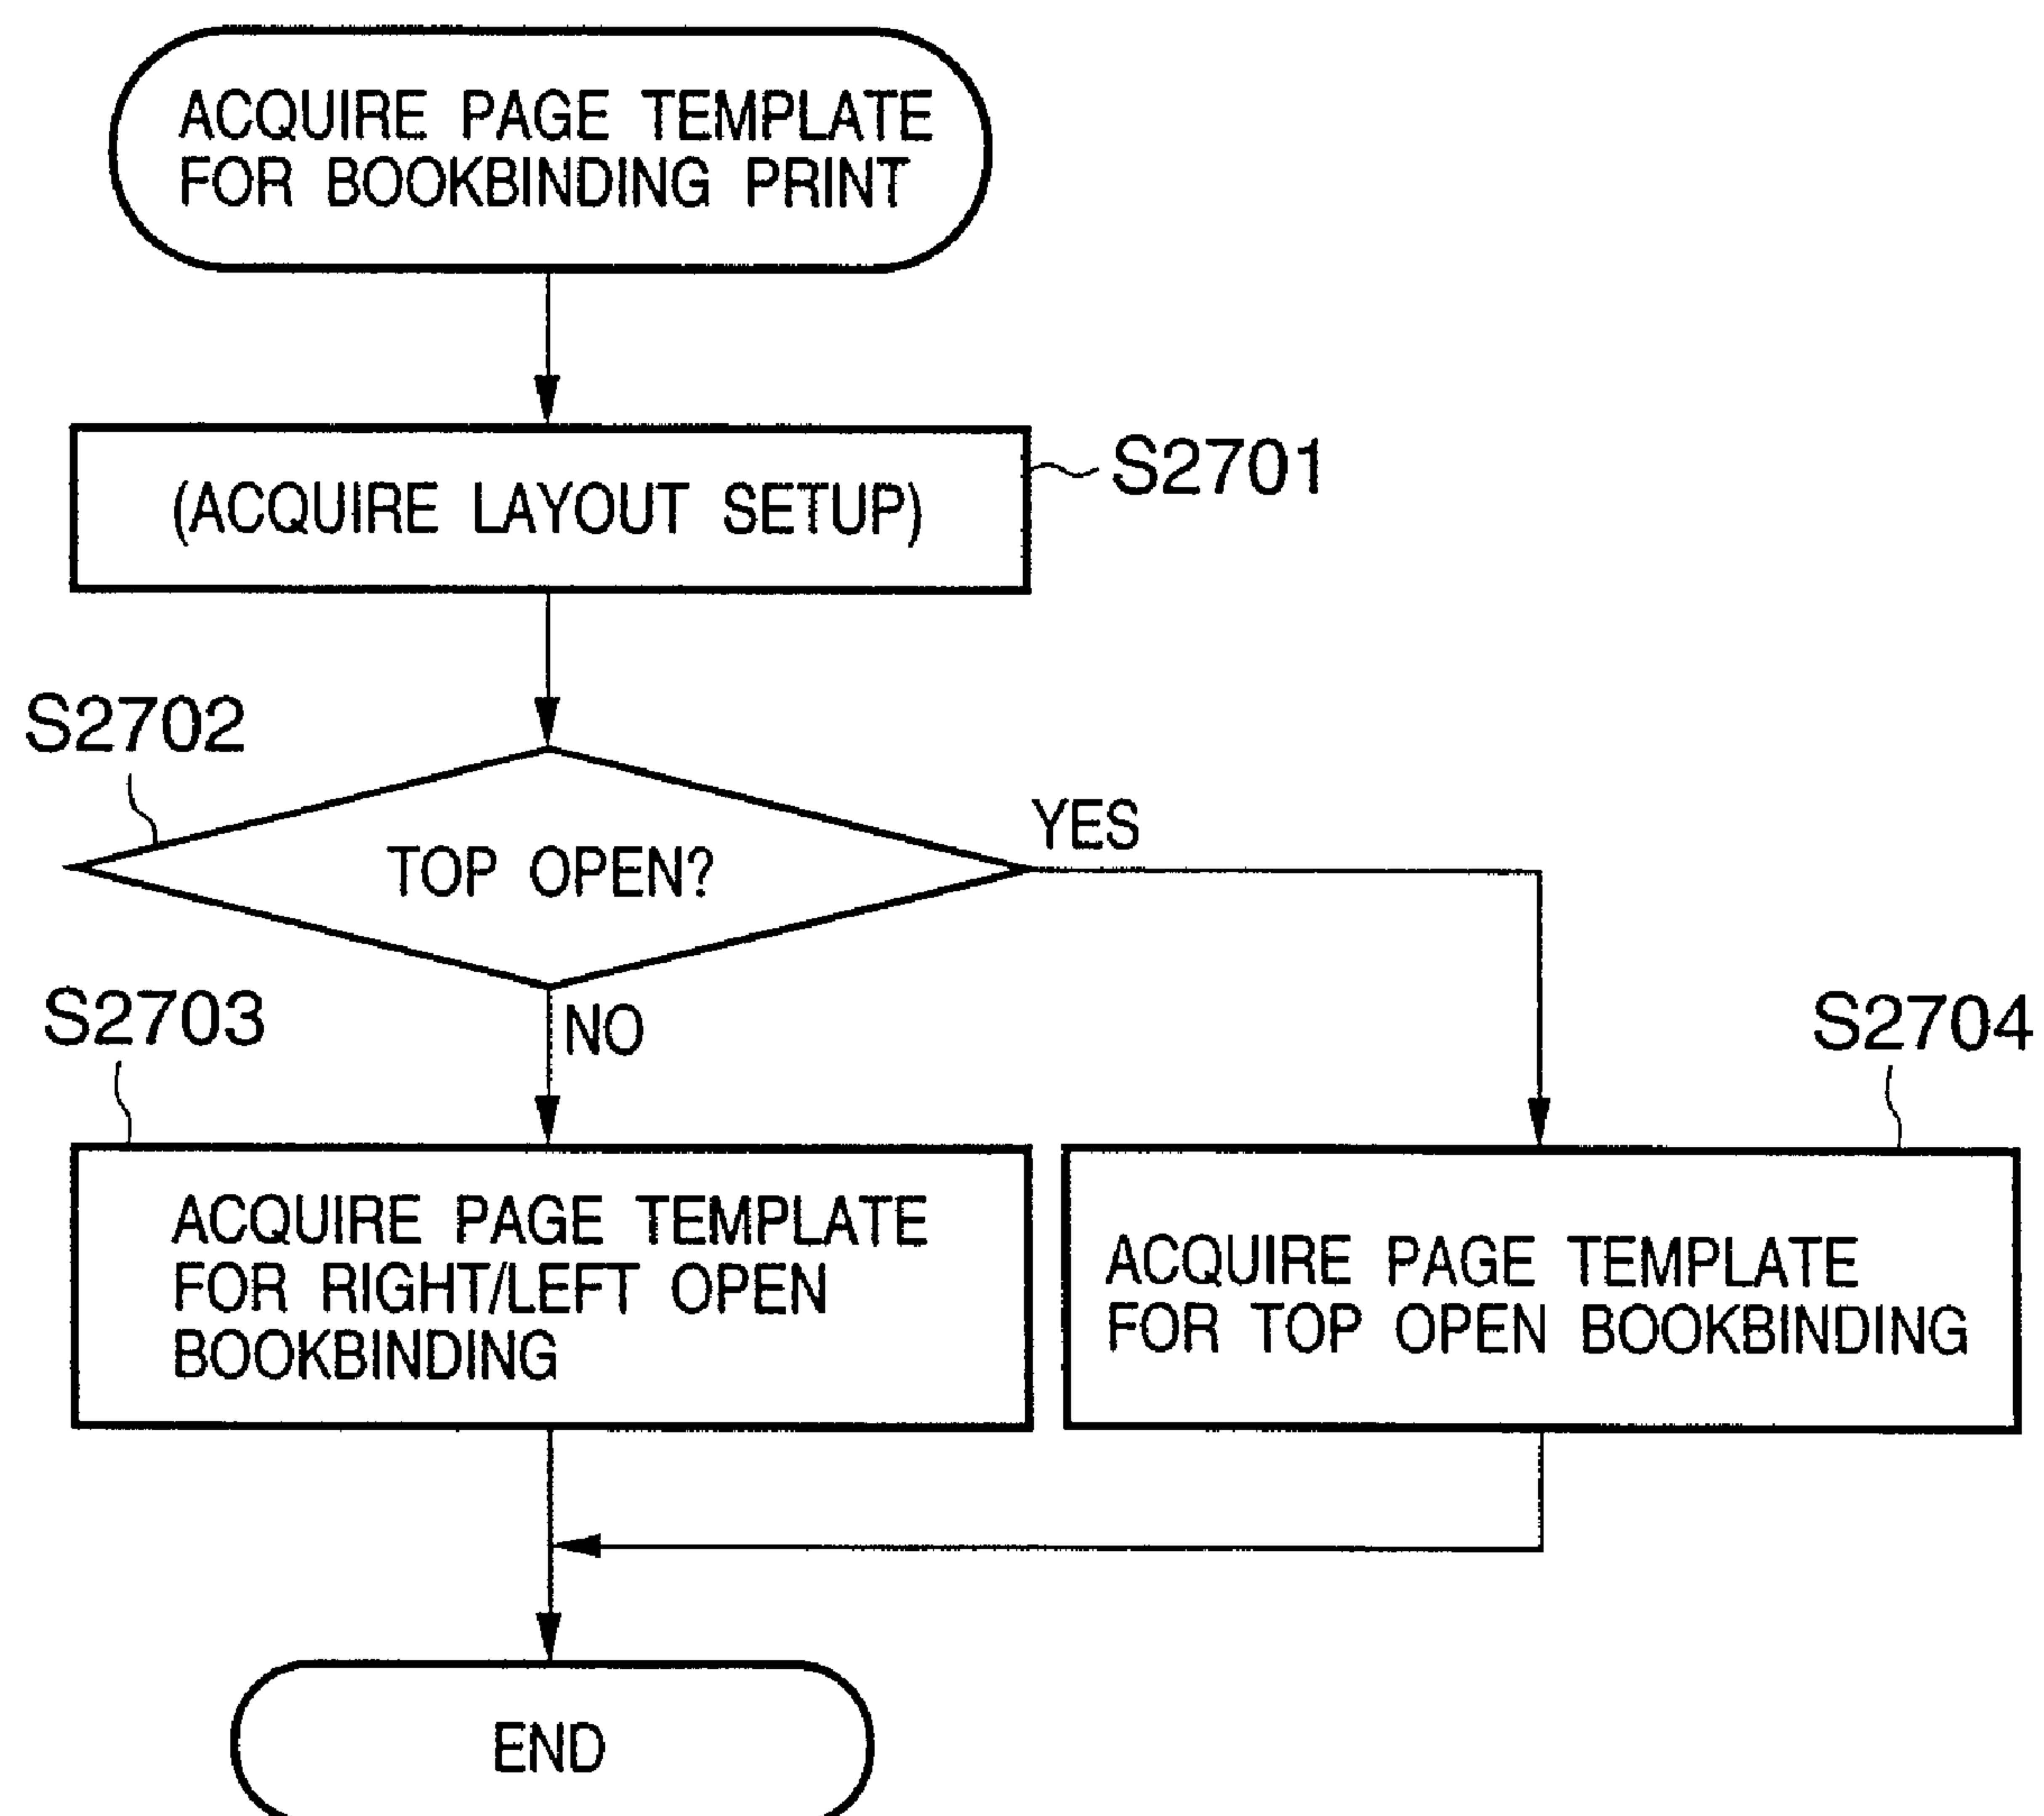 ACQUIRE PAGE TEMPLATE
FOR BOOKBINDING PRINT
(ACQUIRE LAYOUT SETUP)
S2701
S2702
TOP OPEN?
YES
NO
S2703
ACQUIRE PAGE TEMPLATE
FOR RIGHT/LEFT OPEN
BOOKBINDING
S2704
ACQUIRE PAGE TEMPLATE
FOR TOP OPEN BOOKBINDING
END